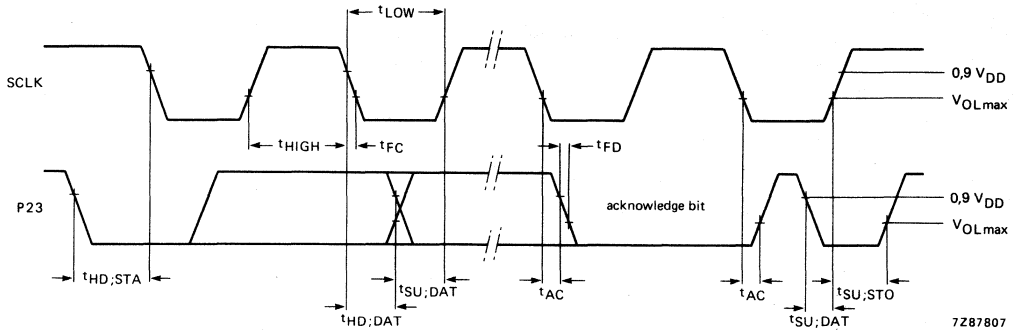 tLOW
SCLK
0,9 VDD
VOLmax
tHIGH
tFC
tFD
P23
acknowledge bit
0,9 VDD
VOLmax
tHD;STA
tSU;DAT
tAC
tAC
tSU;STO
tHD;DAT
tSU;DAT
7Z87807